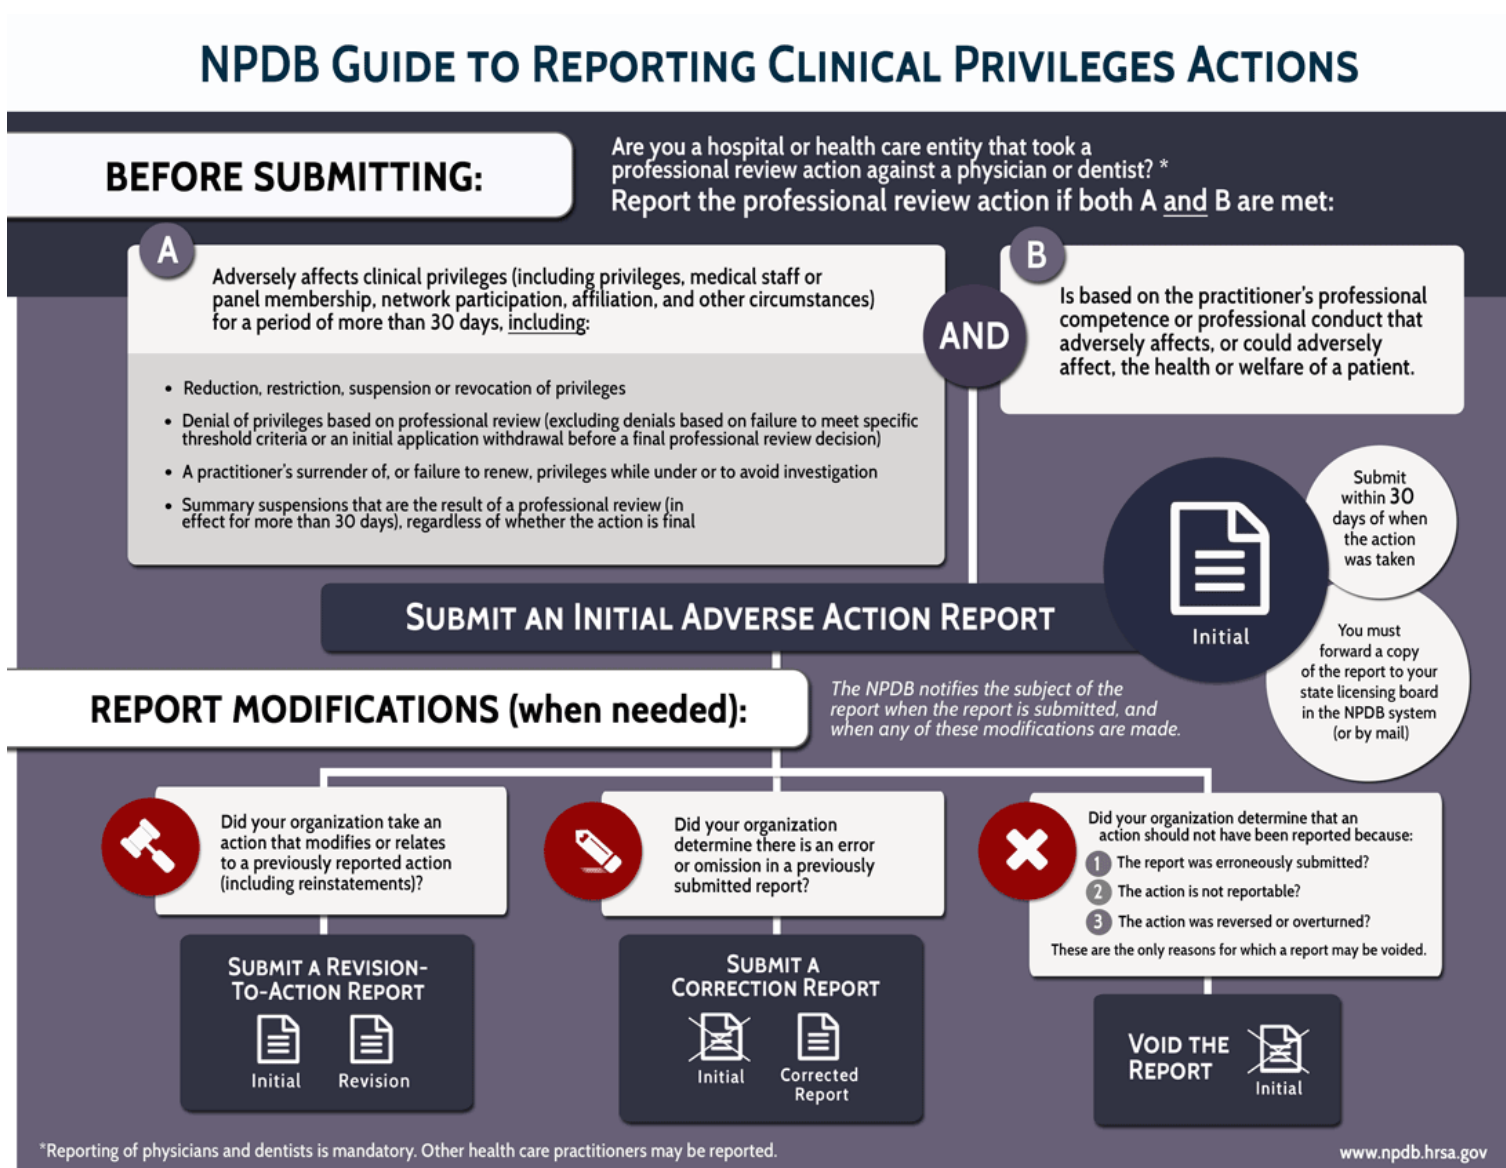 NPDB GUIDE TO REPORTING CLINICAL PRIVILEGES ACTIONS
BEFORE SUBMITTING:
Are you a hospital or health care entity that took a
professional review action against a physician or dentist? *
Report the professional review action if both A and B are met:
A
Adversely affects clinical privileges (including privileges, medical staff or
panel membership, network participation, affiliation, and other circumstances)
for a period of more than 30 days, including:
• Reduction, restriction, suspension or revocation of privileges
• Denial of privileges based on professional review (excluding denials based on failure to meet specific
threshold criteria or an initial application withdrawal before a final professional review decision)
• A practitioner's surrender of, or failure to renew, privileges while under or to avoid investigation
• Summary suspensions that are the result of a professional review (in
effect for more than 30 days), regardless of whether the action is final
AND
B
Is based on the practitioner's professional
competence or professional conduct that
adversely affects, or could adversely
affect, the health or welfare of a patient.
SUBMIT AN INITIAL ADVERSE ACTION REPORT
Initial
Submit
within 30
days of when
the action
was taken
You must
forward a copy
of the report to your
state licensing board
in the NPDB system
(or by mail)
REPORT MODIFICATIONS (when needed):
The NPDB notifies the subject of the
report when the report is submitted, and
when any of these modifications are made.
Did your organization take an
action that modifies or relates
to a previously reported action
(including reinstatements)?
SUBMIT A REVISION-
TO-ACTION REPORT
Initial
Revision
Did your organization
determine there is an error
or omission in a previously
submitted report?
SUBMIT A
CORRECTION REPORT
Initial
Corrected
Report
Did your organization determine that an
action should not have been reported because:
1 The report was erroneously submitted?
2 The action is not reportable?
3 The action was reversed or overturned?
These are the only reasons for which a report may be voided.
VOID THE
REPORT
Initial
*Reporting of physicians and dentists is mandatory. Other health care practitioners may be reported.
www.npdb.hrsa.gov